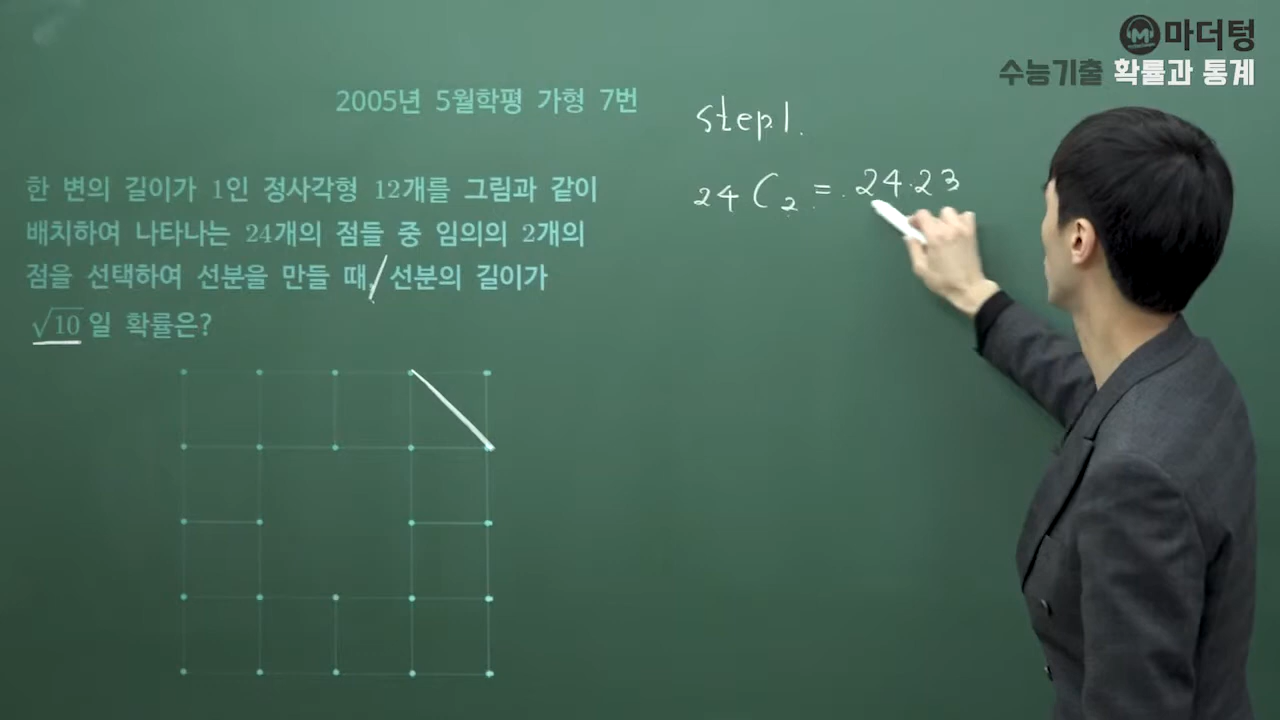 마더텅
수능기출 확률과 통계
2005년 5월학평 가형 7번
한 변의 길이가 1인 정사각형 12개를 그림과 같이
배치하여 나타나는 24개의 점들 중 임의의 2개의
점을 선택하여 선분을 만들 때, 선분의 길이가
√10일 확률은?
step1.
24C2 = 24·23